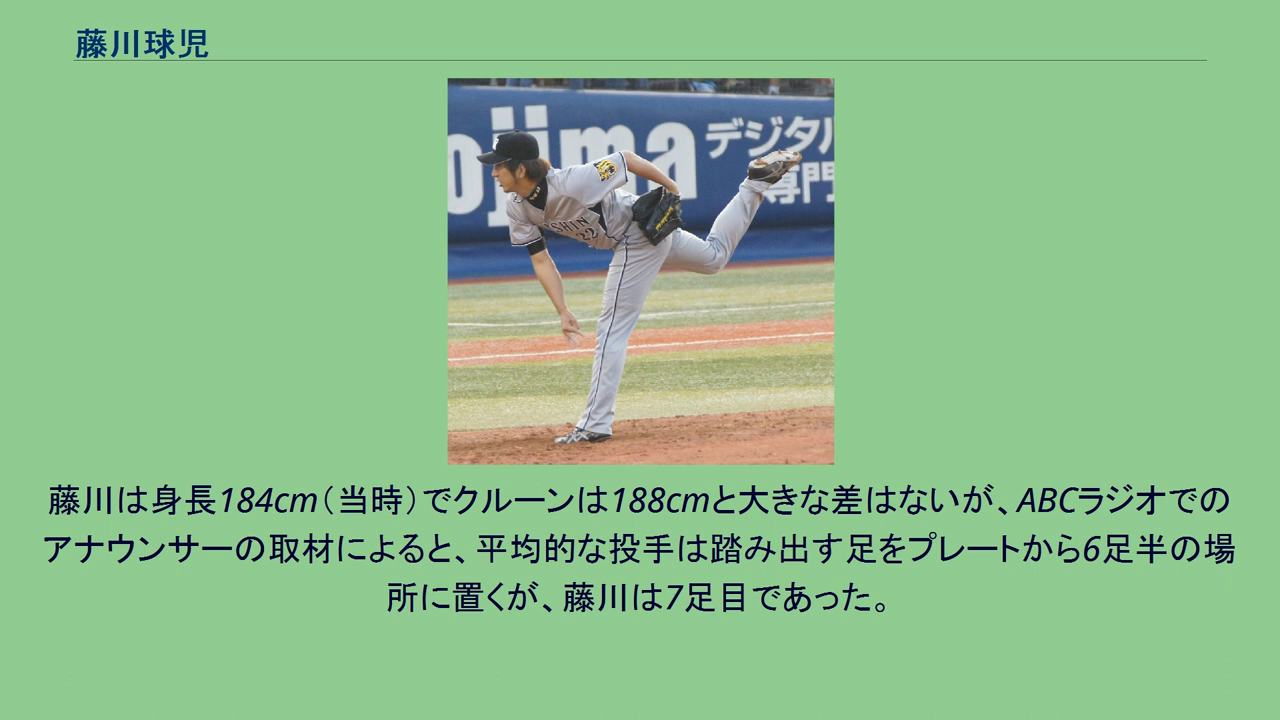 藤川球児
ojima
デジタル
専門
SHIN
22
藤川は身長184cm（当時）でクルーンは188cmと大きな差はないが、ABCラジオでの
アナウンサーの取材によると、平均的な投手は踏み出す足をプレートから6足半の場
所に置くが、藤川は7足目であった。